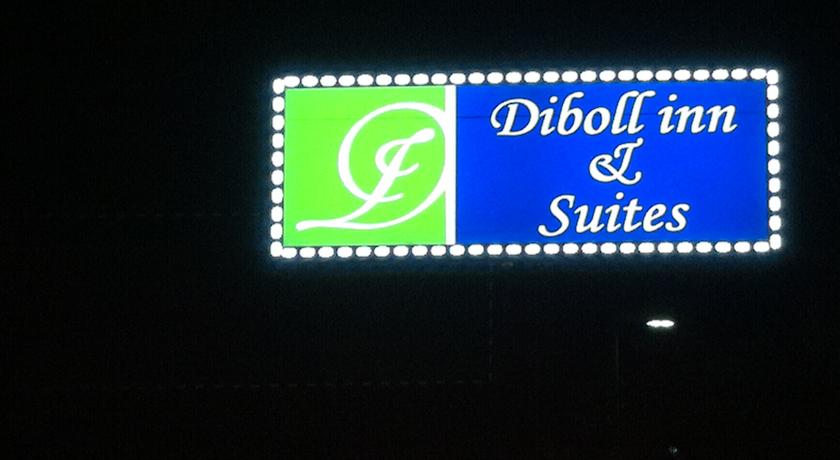 Diboll inn
&
Suites